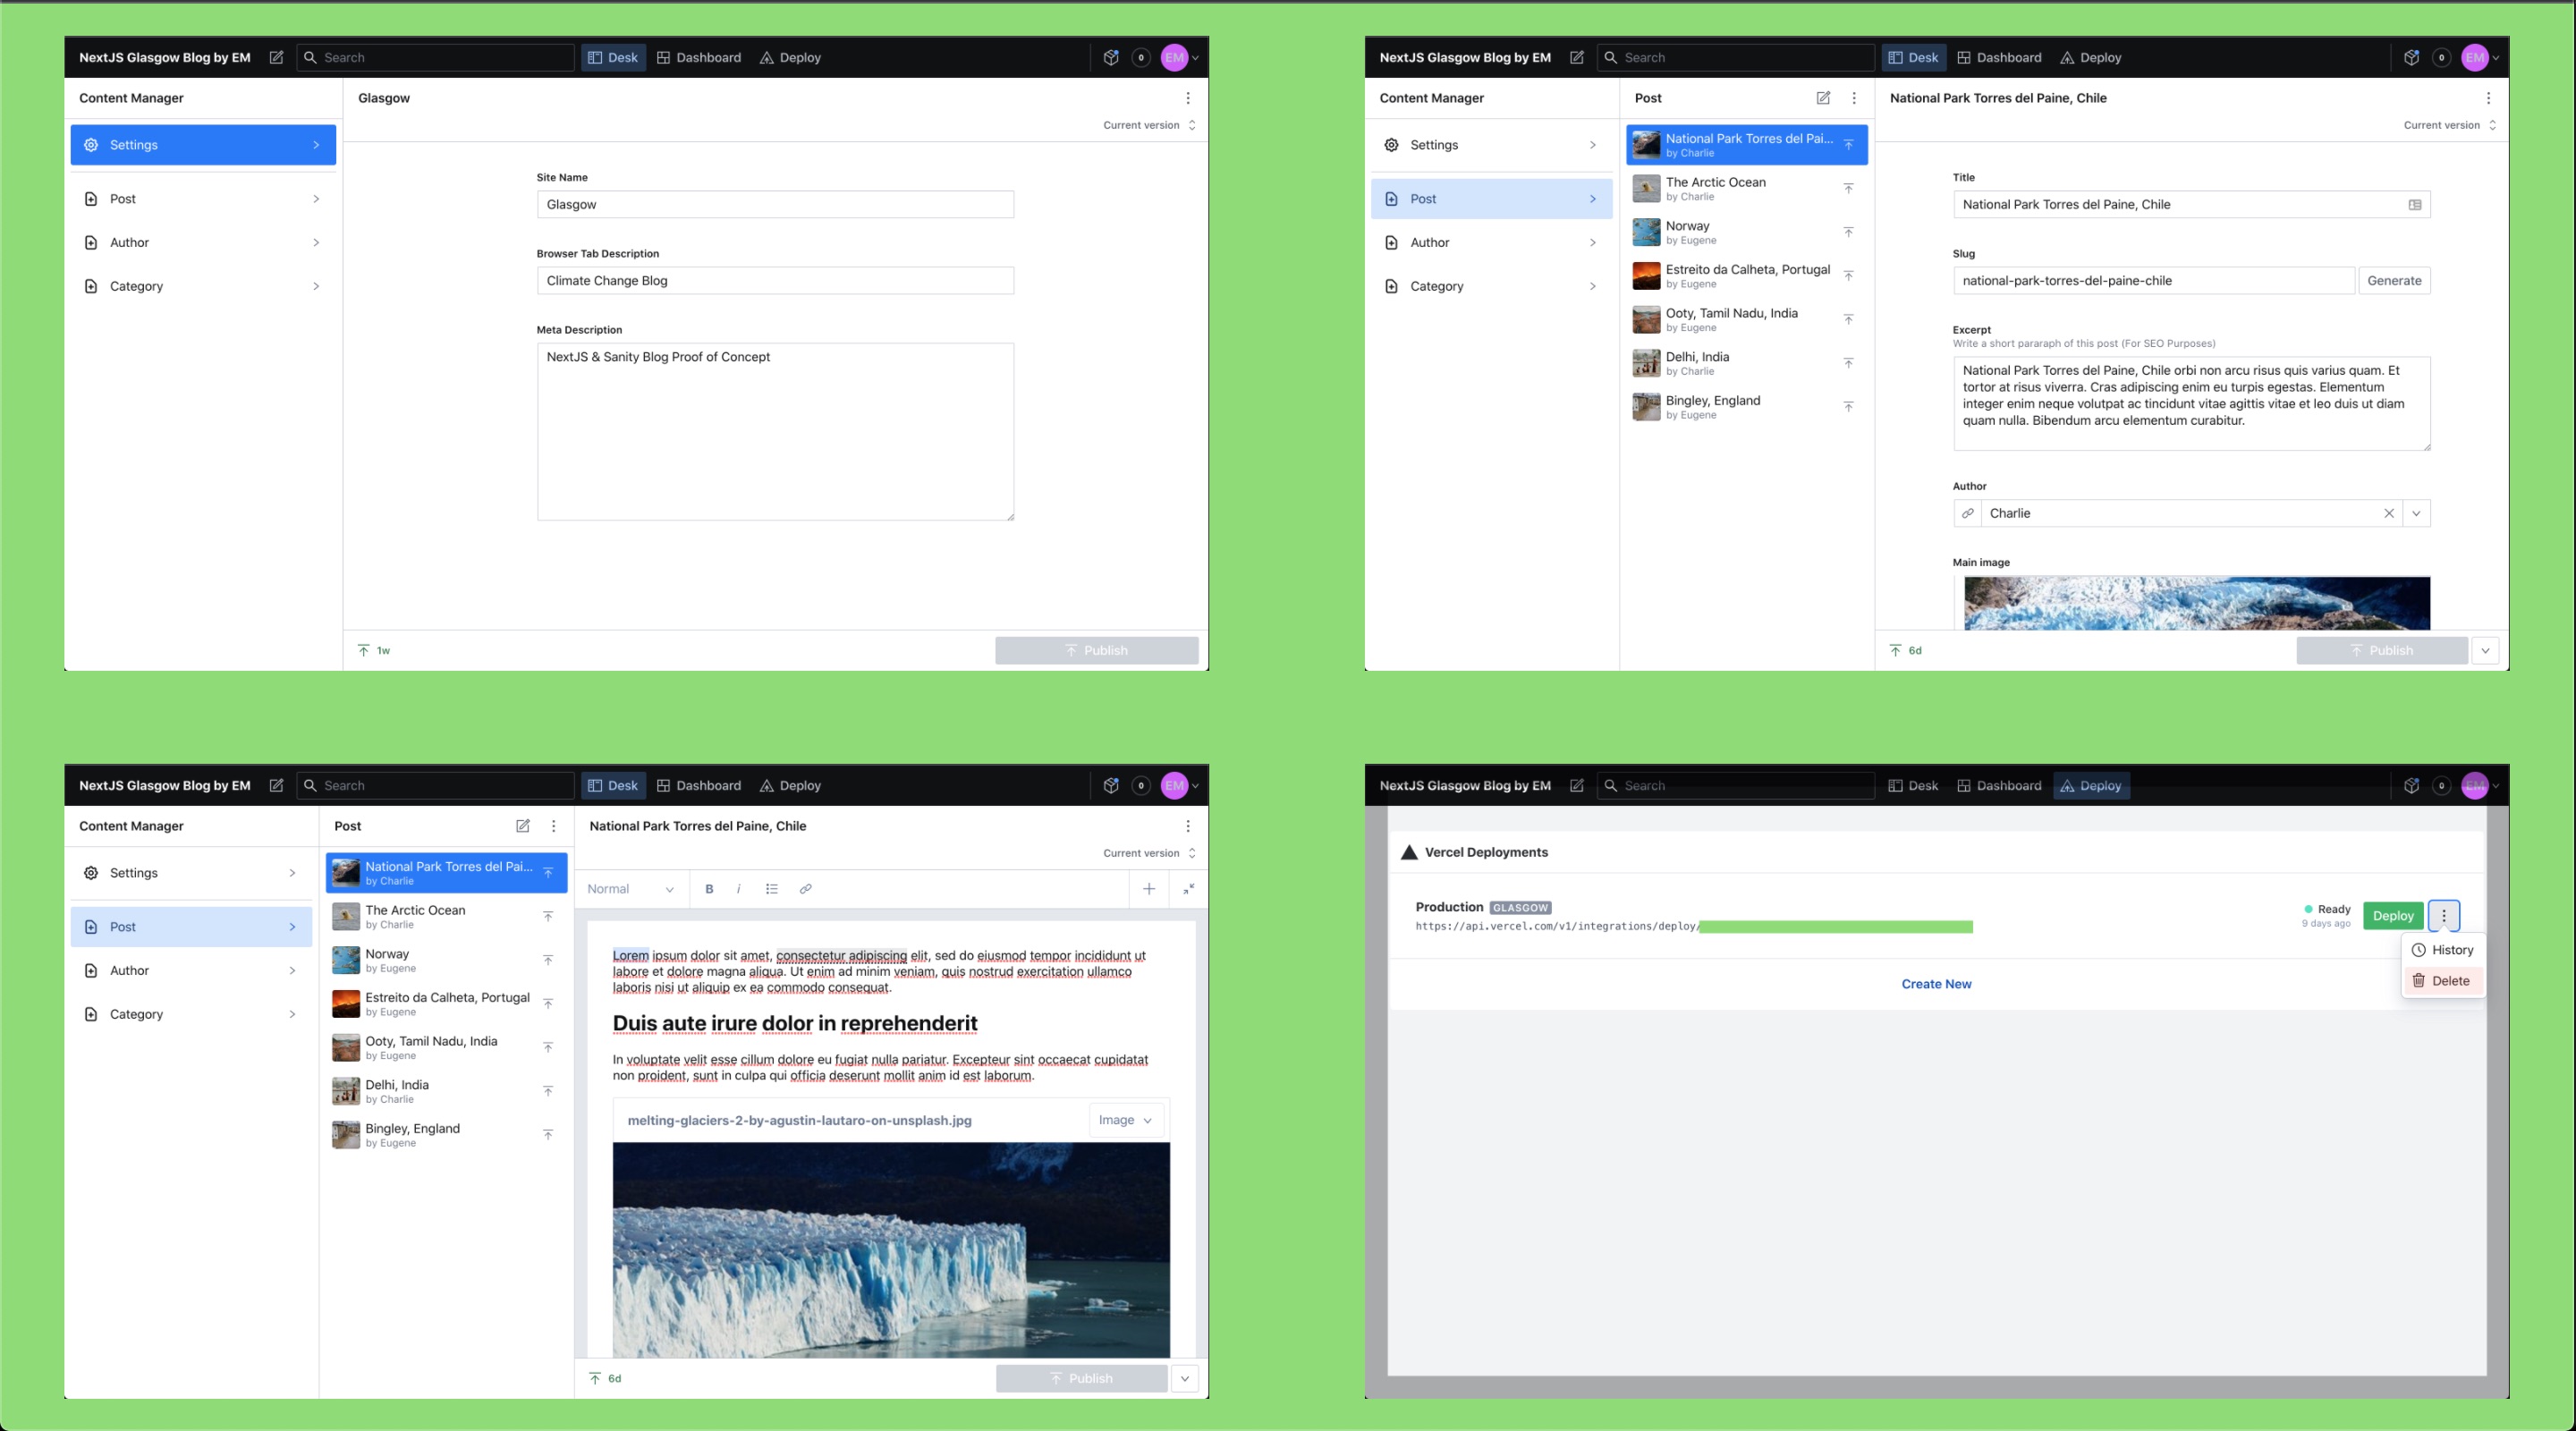 NextJS Glasgow Blog by EM
Search
Desk
Dashboard
Deploy
0
EM
Content Manager
Settings
Post
Author
Category
Glasgow
Current version
Site Name
Glasgow
Browser Tab Description
Climate Change Blog
Meta Description
NextJS & Sanity Blog Proof of Concept
1w
Publish
NextJS Glasgow Blog by EM
Search
Desk
Dashboard
Deploy
0
EM
Content Manager
Settings
Post
Author
Category
Post
National Park Torres del Pai...
by Charlie
The Arctic Ocean
by Charlie
Norway
by Eugene
Estreito da Calheta, Portugal
by Eugene
Ooty, Tamil Nadu, India
by Eugene
Delhi, India
by Charlie
Bingley, England
by Eugene
National Park Torres del Paine, Chile
Current version
Title
National Park Torres del Paine, Chile
Slug
national-park-torres-del-paine-chile
Generate
Excerpt
Write a short pararaph of this post (For SEO Purposes)
National Park Torres del Paine, Chile orbi non arcu risus quis varius quam. Et
tortor at risus viverra. Cras adipiscing enim eu turpis egestas. Elementum
integer enim neque volutpat ac tincidunt vitae agittis vitae et leo duis ut diam
quam nulla. Bibendum arcu elementum curabitur.
Author
Charlie
Main image
6d
Publish
NextJS Glasgow Blog by EM
Search
Desk
Dashboard
Deploy
0
EM
Content Manager
Settings
Post
Author
Category
Post
National Park Torres del Pai...
by Charlie
The Arctic Ocean
by Charlie
Norway
by Eugene
Estreito da Calheta, Portugal
by Eugene
Ooty, Tamil Nadu, India
by Eugene
Delhi, India
by Charlie
Bingley, England
by Eugene
National Park Torres del Paine, Chile
Current version
Normal
B
i
Lorem ipsum dolor sit amet, consectetur adipiscing elit, sed do eiusmod tempor incididunt ut
labore et dolore magna aliqua. Ut enim ad minim veniam, quis nostrud exercitation ullamco
laboris nisi ut aliquip ex ea commodo consequat.
Duis aute irure dolor in reprehenderit
In voluptate velit esse cillum dolore eu fugiat nulla pariatur. Excepteur sint occaecat cupidatat
non proident, sunt in culpa qui officia deserunt mollit anim id est laborum.
melting-glaciers-2-by-agustin-lautaro-on-unsplash.jpg
Image
6d
Publish
NextJS Glasgow Blog by EM
Search
Desk
Dashboard
Deploy
0
EM
Vercel Deployments
Production GLASGOW
https://api.vercel.com/v1/integrations/deploy/
Ready
9 days ago
Deploy
History
Delete
Create New